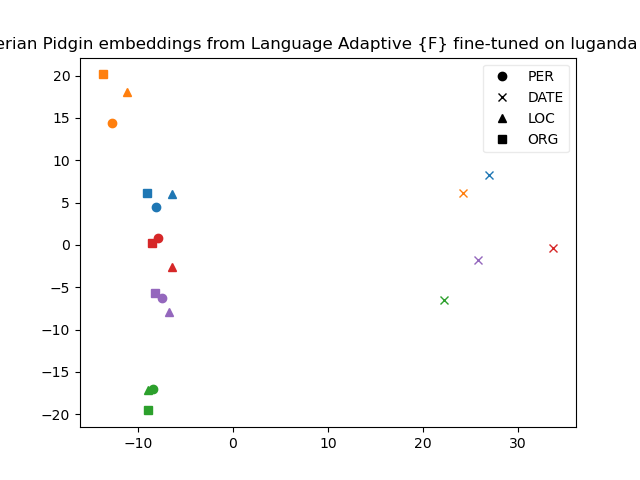 erian Pidgin embeddings from Language Adaptive {F} fine-tuned on luganda
PER
DATE
LOC
ORG
20
15
10
5
0
−5
−10
−15
−20
−10
0
10
20
30